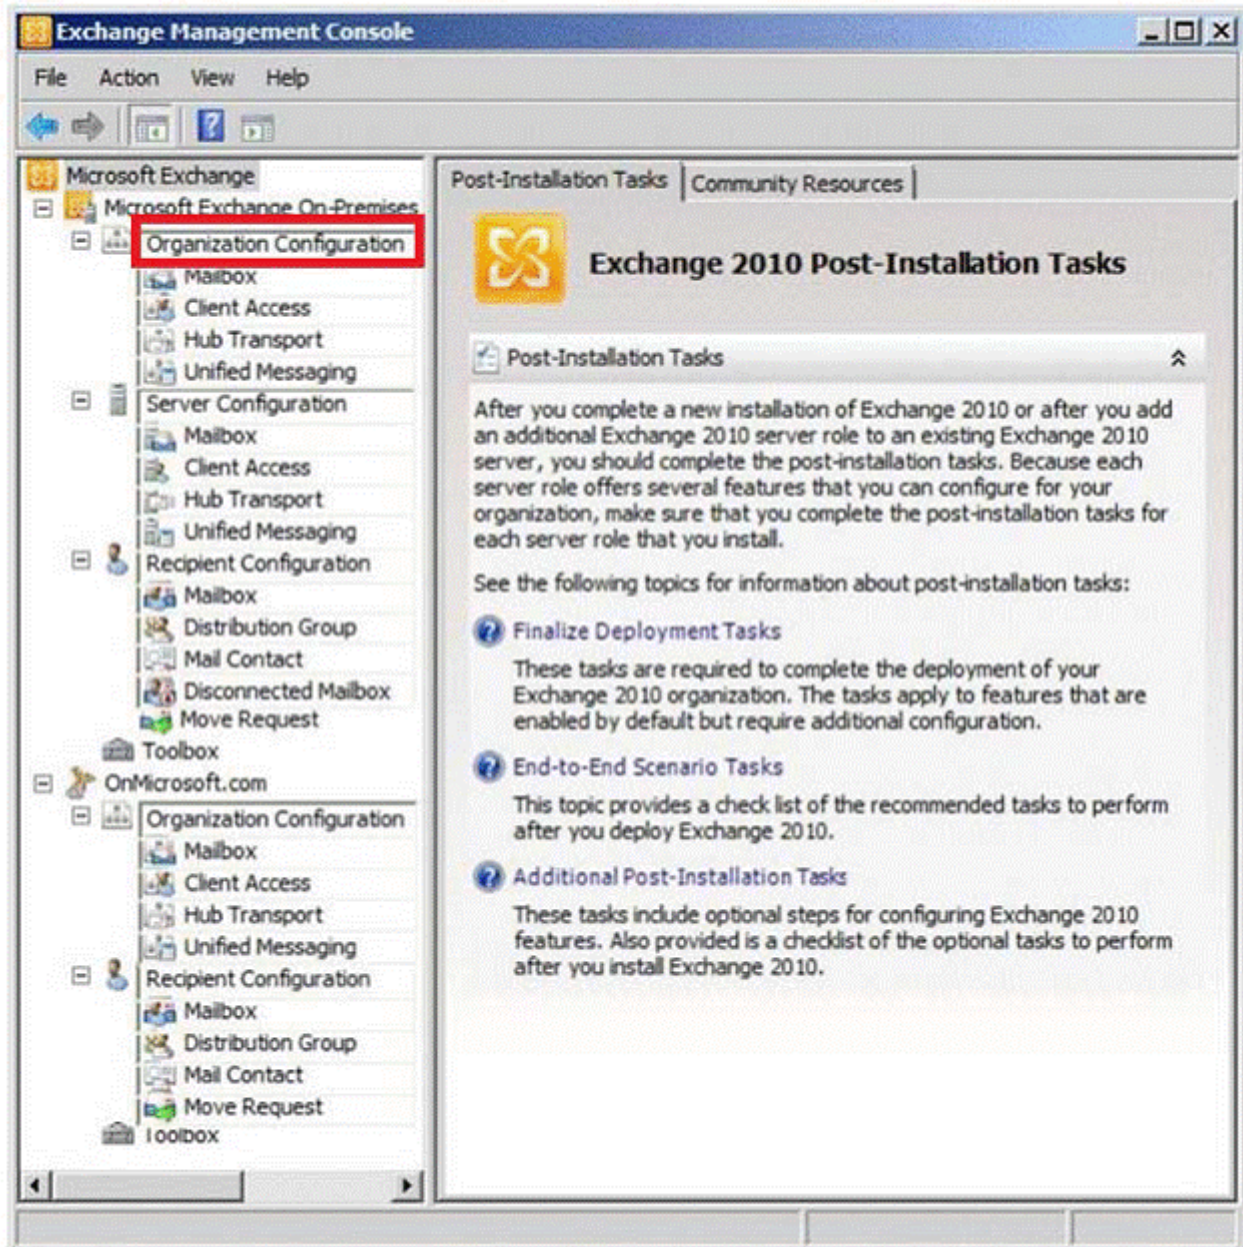 Exchange Management Console
File Action View Help
Microsoft Exchange
Microsoft Exchange On-Premises
Organization Configuration
Mailbox
Client Access
Hub Transport
Unified Messaging
Server Configuration
Mailbox
Client Access
Hub Transport
Unified Messaging
Recipient Configuration
Mailbox
Distribution Group
Mail Contact
Disconnected Mailbox
Move Request
Toolbox
OnMicrosoft.com
Organization Configuration
Mailbox
Client Access
Hub Transport
Unified Messaging
Recipient Configuration
Mailbox
Distribution Group
Mail Contact
Move Request
Toolbox
Post-Installation Tasks Community Resources
Exchange 2010 Post-Installation Tasks
Post-Installation Tasks
After you complete a new installation of Exchange 2010 or after you add
an additional Exchange 2010 server role to an existing Exchange 2010
server, you should complete the post-installation tasks. Because each
server role offers several features that you can configure for your
organization, make sure that you complete the post-installation tasks for
each server role that you install.
See the following topics for information about post-installation tasks:
Finalize Deployment Tasks
These tasks are required to complete the deployment of your
Exchange 2010 organization. The tasks apply to features that are
enabled by default but require additional configuration.
End-to-End Scenario Tasks
This topic provides a check list of the recommended tasks to perform
after you deploy Exchange 2010.
Additional Post-Installation Tasks
These tasks include optional steps for configuring Exchange 2010
features. Also provided is a checklist of the optional tasks to perform
after you install Exchange 2010.